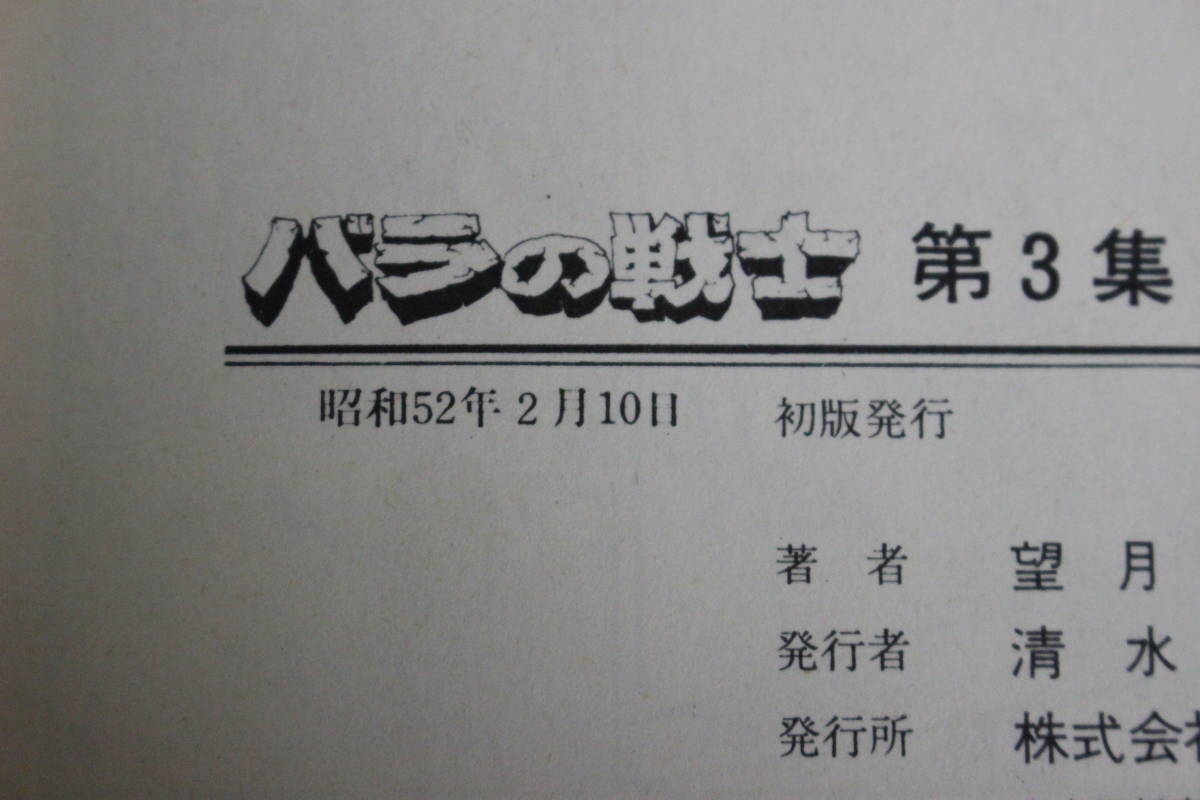 バラの戦士 第3集
昭和52年2月10日 初版発行
著者 望月
発行者 清水
発行所 株式会